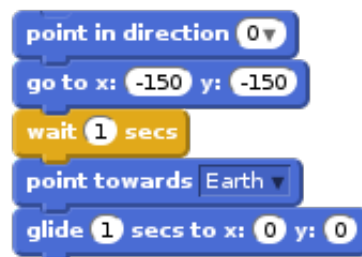 point in direction 0
go to x: -150 y: -150
wait 1 secs
point towards Earth
glide 1 secs to x: 0 y: 0